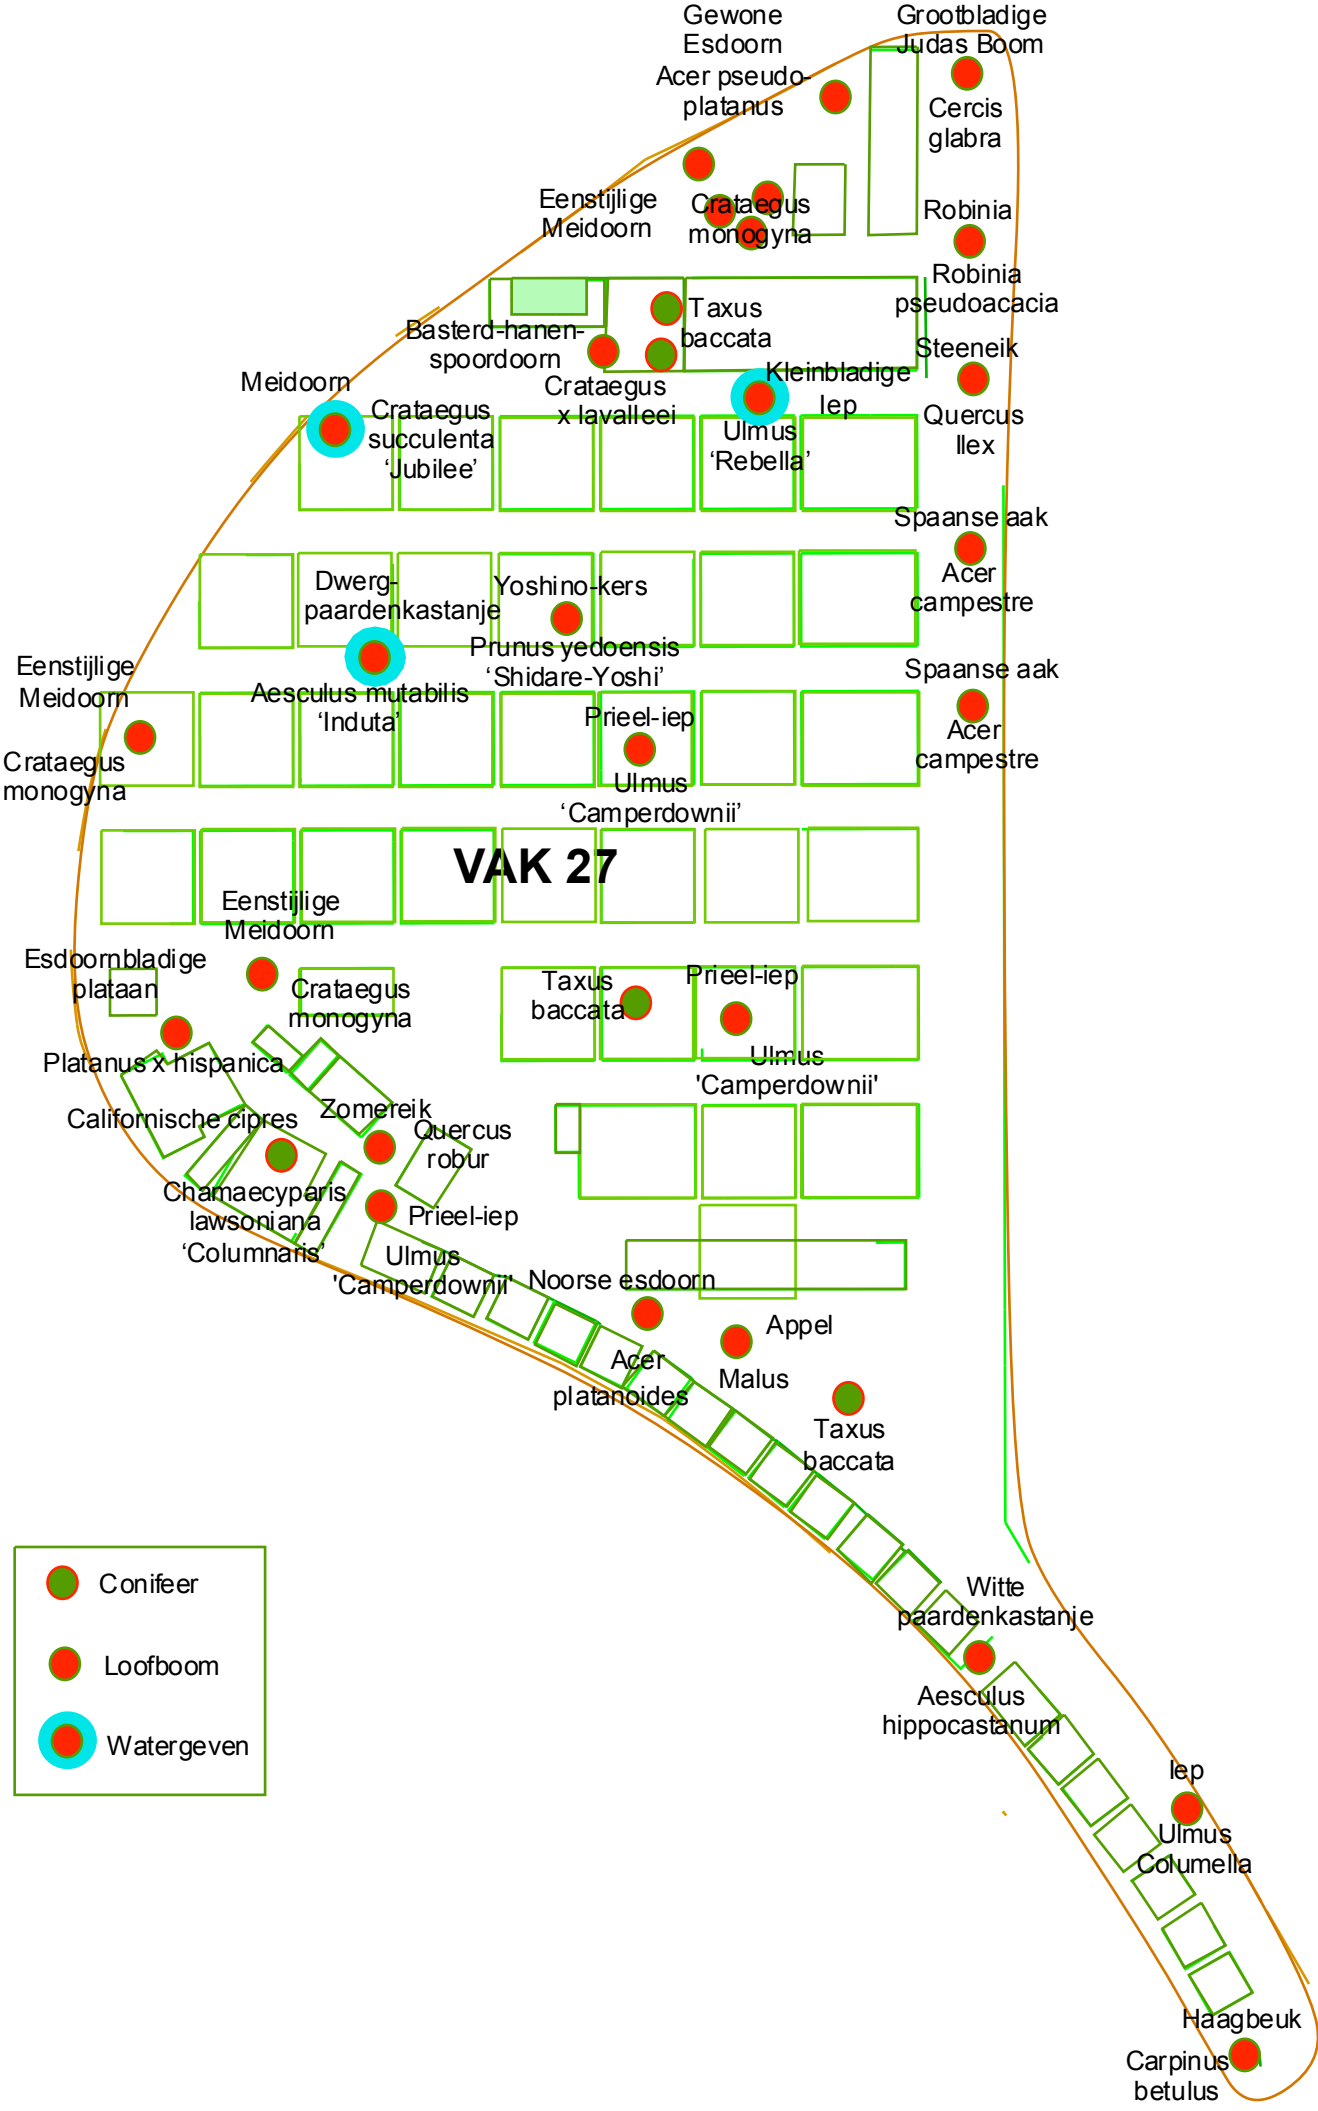 Gewone
Esdoorn
Acer pseudo-
platanus
Grootbladige
Judas Boom
Cercis
glabra
Eenstijlige
Meidoorn
Crataegus
monogyna
Robinia
Robinia
pseudoacacia
Taxus
baccata
Basterd-hanen-
spoordoorn
Crataegus
x lavalleei
Kleinbladige
Iep
Ulmus
‘Rebella’
Steeneik
Quercus
Ilex
Meidoorn
Crataegus
succulenta
‘Jubilee’
Spaanse aak
Acer
campestre
Dwerg-
paardenkastanje
Aesculus mutabilis
‘Induta’
Yoshino-kers
Prunus yedoensis
‘Shidare-Yoshi’
Eenstijlige
Meidoorn
Crataegus
monogyna
Prieel-iep
Ulmus
‘Camperdownii’
Spaanse aak
Acer
campestre
VAK 27
Eenstijlige
Meidoorn
Crataegus
monogyna
Esdoornbladige
plataan
Platanus x hispanica
Taxus
baccata
Prieel-iep
Ulmus
'Camperdownii'
Californische cipres
Chamaecyparis
lawsoniana
‘Columnaris’
Zomereik
Quercus
robur
Prieel-iep
Ulmus
'Camperdownii'
Noorse esdoorn
Acer
platanoides
Appel
Malus
Taxus
baccata
Conifeer
Loofboom
Watergeven
Witte
paardenkastanje
Aesculus
hippocastanum
Iep
Ulmus
Columella
Haagbeuk
Carpinus
betulus